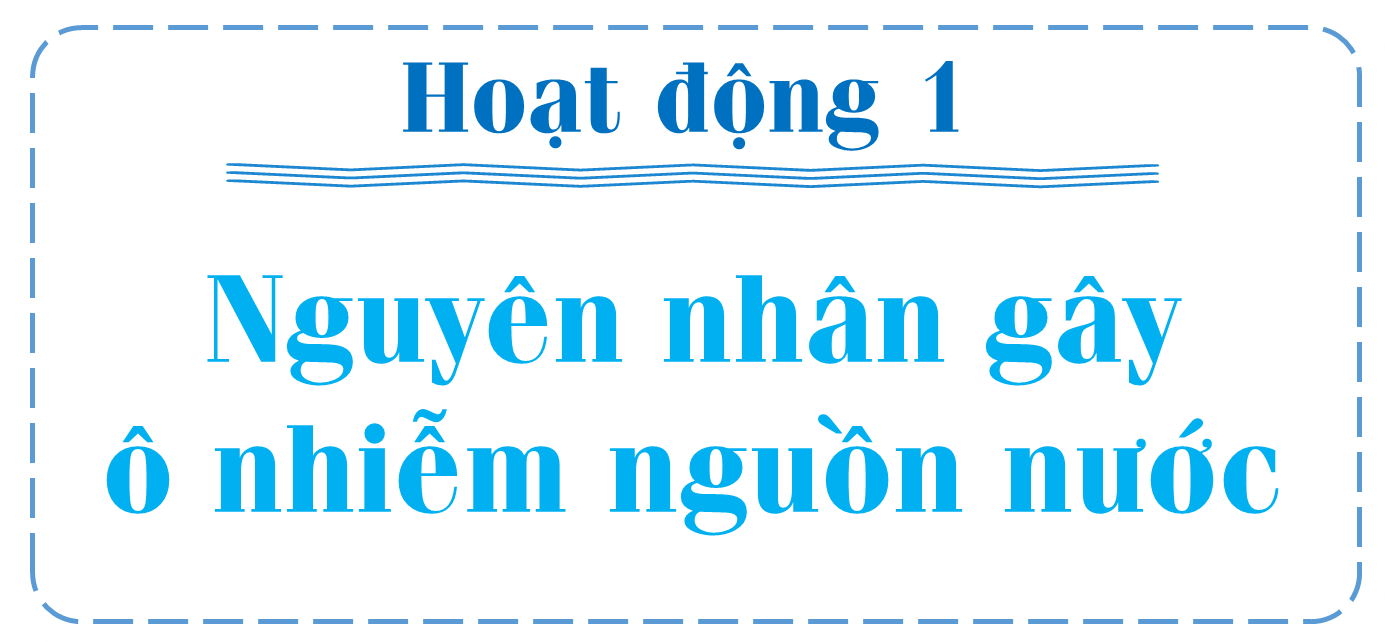 Hoạt động 1
Nguyên nhân gây
ô nhiễm nguồn nước